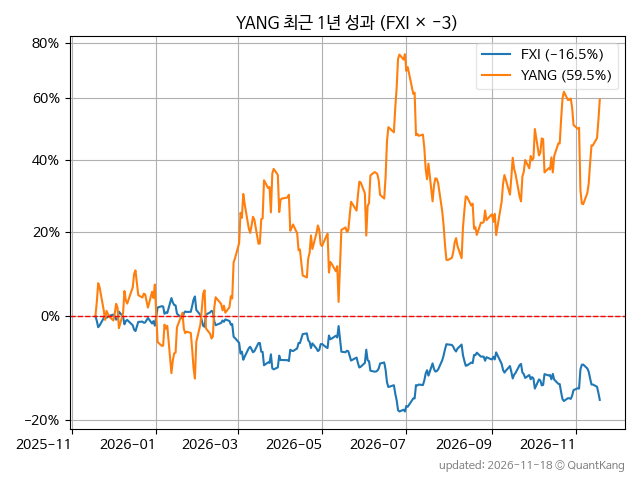 YANG 최근 1년 성과 (FXI × -3)
FXI (-16.5%)
YANG (59.5%)
80%
60%
40%
20%
0%
-20%
2025-11 2026-01 2026-03 2026-05 2026-07 2026-09 2026-11
updated: 2026-11-18 © QuantKang